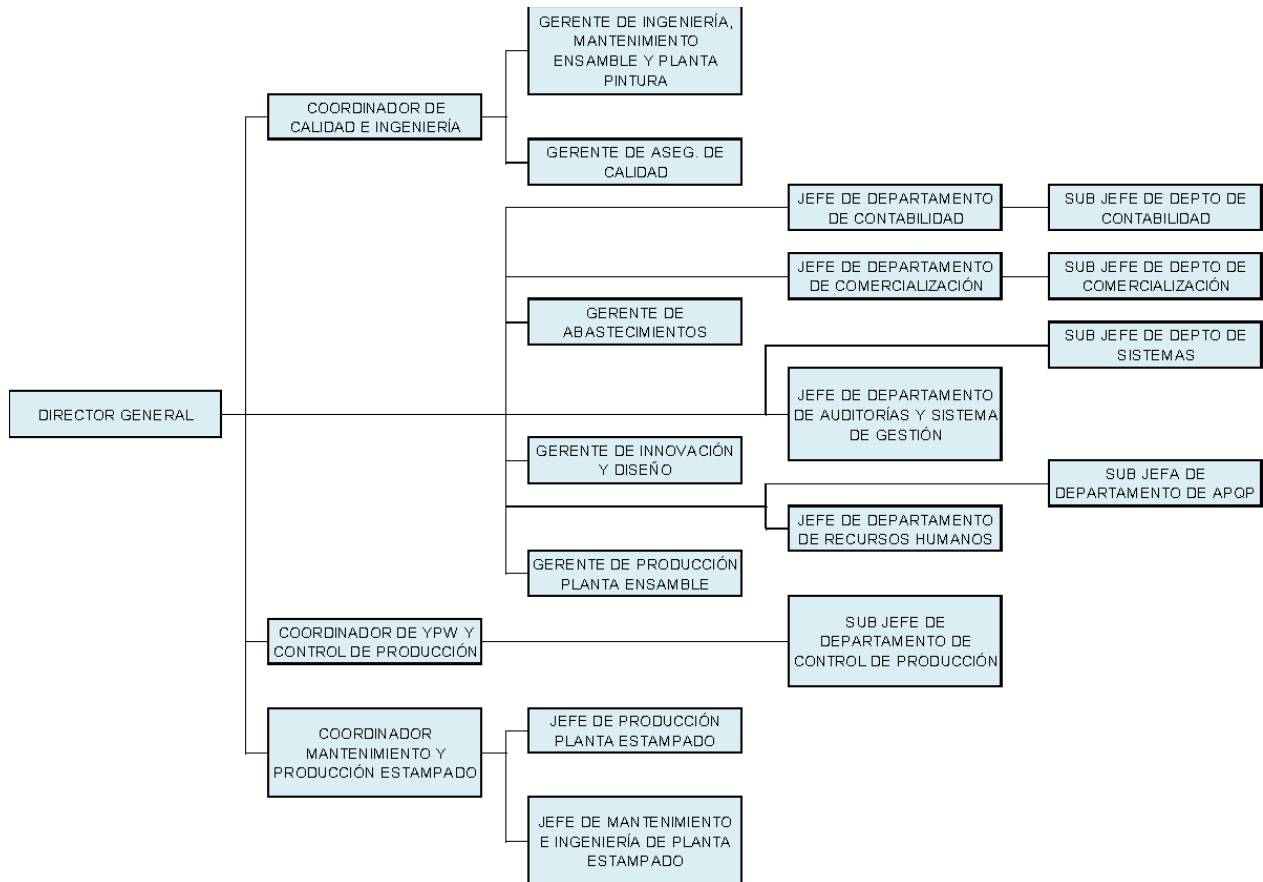 GERENTE DE INGENIERÍA,
MANTENIMIENTO
ENSAMBLE Y PLANTA
PINTURA
COORDINADOR DE
CALIDAD E INGENIERÍA
GERENTE DE ASEG. DE
CALIDAD
JEFE DE DEPARTAMENTO
DE CONTABILIDAD
SUB JEFE DE DEPTO DE
CONTABILIDAD
JEFE DE DEPARTAMENTO
DE COMERCIALIZACIÓN
SUB JEFE DE DEPTO DE
COMERCIALIZACIÓN
GERENTE DE
ABASTECIMIENTOS
SUB JEFE DE DEPTO DE
SISTEMAS
DIRECTOR GENERAL
JEFE DE DEPARTAMENTO
DE AUDITORÍAS Y SISTEMA
DE GESTIÓN
GERENTE DE INNOVACIÓN
Y DISEÑO
SUB JEFA DE
DEPARTAMENTO DE APQP
JEFE DE DEPARTAMENTO
DE RECURSOS HUMANOS
GERENTE DE PRODUCCIÓN
PLANTA ENSAMBLE
COORDINADOR DE YPW Y
CONTROL DE PRODUCCIÓN
SUB JEFE DE
DEPARTAMENTO DE
CONTROL DE PRODUCCIÓN
COORDINADOR
MANTENIMIENTO Y
PRODUCCIÓN ESTAMPADO
JEFE DE PRODUCCIÓN
PLANTA ESTAMPADO
JEFE DE MANTENIMIENTO
E INGENIERÍA DE PLANTA
ESTAMPADO